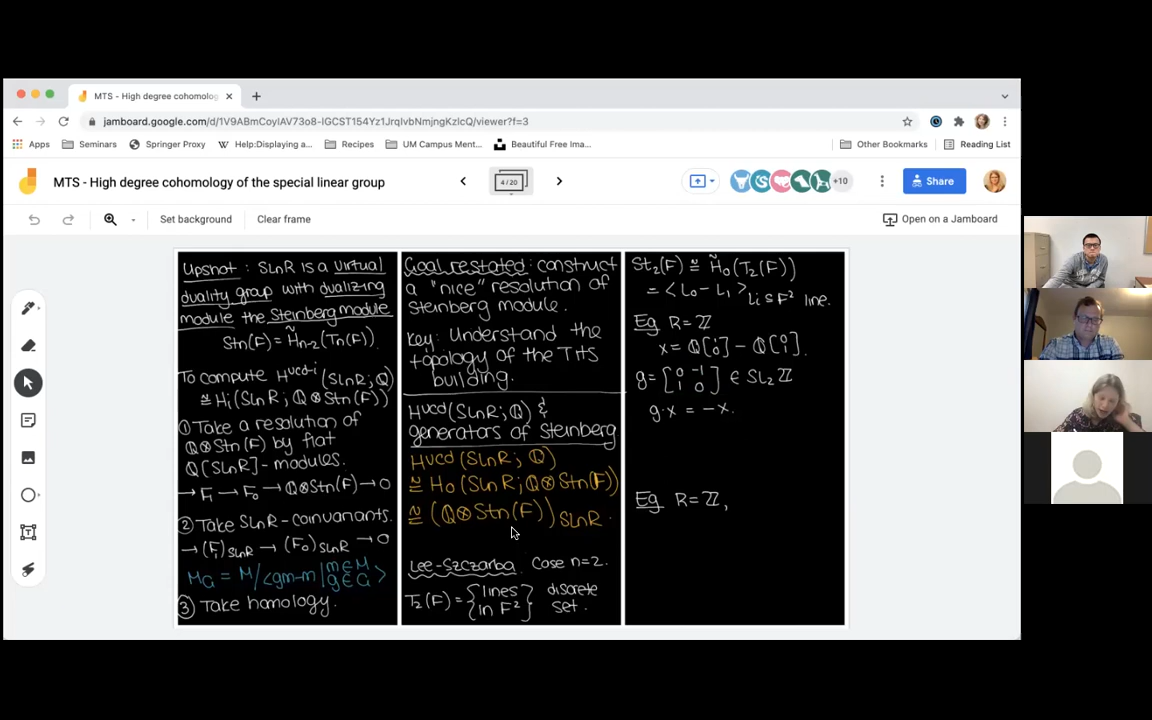 MTS - High degree cohomolog
jamboard.google.com/d/1V9ABmCoyIAV73o8-IGCST154Yz1JrqIvbNmjngKzlcQ/viewer?f=3
Apps
Seminars
Springer Proxy
Help:Displaying a...
Recipes
UM Campus Ment...
Beautiful Free Ima...
Other Bookmarks
Reading List
MTS - High degree cohomology of the special linear group
4 / 20
+10
Share
Set background
Clear frame
Open on a Jamboard
Upshot : SLnR is a virtual
duality group with dualizing
module the Steinberg module
Stn(F) = H̃n-2(Tn(F)).
To compute H^vcd-i (SLnR; Q)
≅ Hi(SLnR; Q⊗Stn(F))
① Take a resolution of
Q⊗Stn(F) by flat
Q[SLnR]-modules.
→ F1 → F0 → Q⊗Stn(F) → 0
② Take SLnR-coinvariants.
→ (F1)SLnR → (F0)SLnR → 0
MG = M/<gm-m | m∈M g∈G>
③ Take homology.
Goal restated: construct
a "nice" resolution of
Steinberg module.
Key: Understand the
topology of the Tits
building.
H^vcd(SLnR; Q) &
generators of Steinberg
H^vcd (SLnR; Q)
≅ H0 (SLnR; Q⊗Stn(F))
≅ (Q⊗Stn(F))SLnR.
Lee-Szczarba Case n=2.
T2(F) = {lines in F²} discrete set.
St2(F) ≅ H̃0(T2(F))
= <L0 - L1> Li⊆F² line.
Eg R=ℤ
x = Q[1 0] - Q[0 1].
g = [0 -1 1 0] ∈ SL2 ℤ
g·x = -x.
Eg R=ℤ,